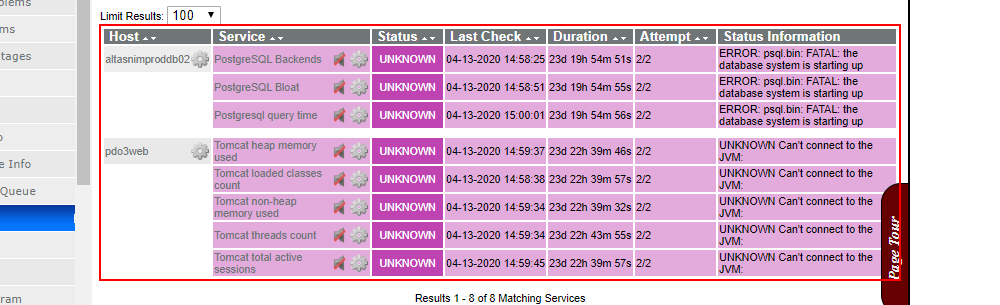 blems
Limit Results: 100
ms
Host Service Status Last Check Duration Attempt Status Information
tages
altasnimproddb02 PostgreSQL Backends UNKNOWN 04-13-2020 14:58:25 23d 19h 54m 51s 2/2 ERROR: psql.bin: FATAL: the
database system is starting up
PostgreSQL Bloat UNKNOWN 04-13-2020 14:58:51 23d 19h 54m 55s 2/2 ERROR: psql.bin: FATAL: the
database system is starting up
Postgresql query time UNKNOWN 04-13-2020 15:00:01 23d 19h 54m 56s 2/2 ERROR: psql.bin: FATAL: the
database system is starting up
o
e Info
pdo3web Tomcat heap memory
used UNKNOWN 04-13-2020 14:59:37 23d 22h 39m 46s 2/2 UNKNOWN Can't connect to the
JVM:
Queue
Tomcat loaded classes
count UNKNOWN 04-13-2020 14:58:38 23d 22h 39m 57s 2/2 UNKNOWN Can't connect to the
JVM:
Tomcat non-heap
memory used UNKNOWN 04-13-2020 14:59:34 23d 22h 39m 32s 2/2 UNKNOWN Can't connect to the
JVM:
Tomcat threads count UNKNOWN 04-13-2020 14:59:34 23d 22h 43m 55s 2/2 UNKNOWN Can't connect to the
JVM:
Tomcat total active
sessions UNKNOWN 04-13-2020 14:59:45 23d 22h 39m 57s 2/2 UNKNOWN Can't connect to the
JVM:
Page Tour
ram
Results 1 - 8 of 8 Matching Services